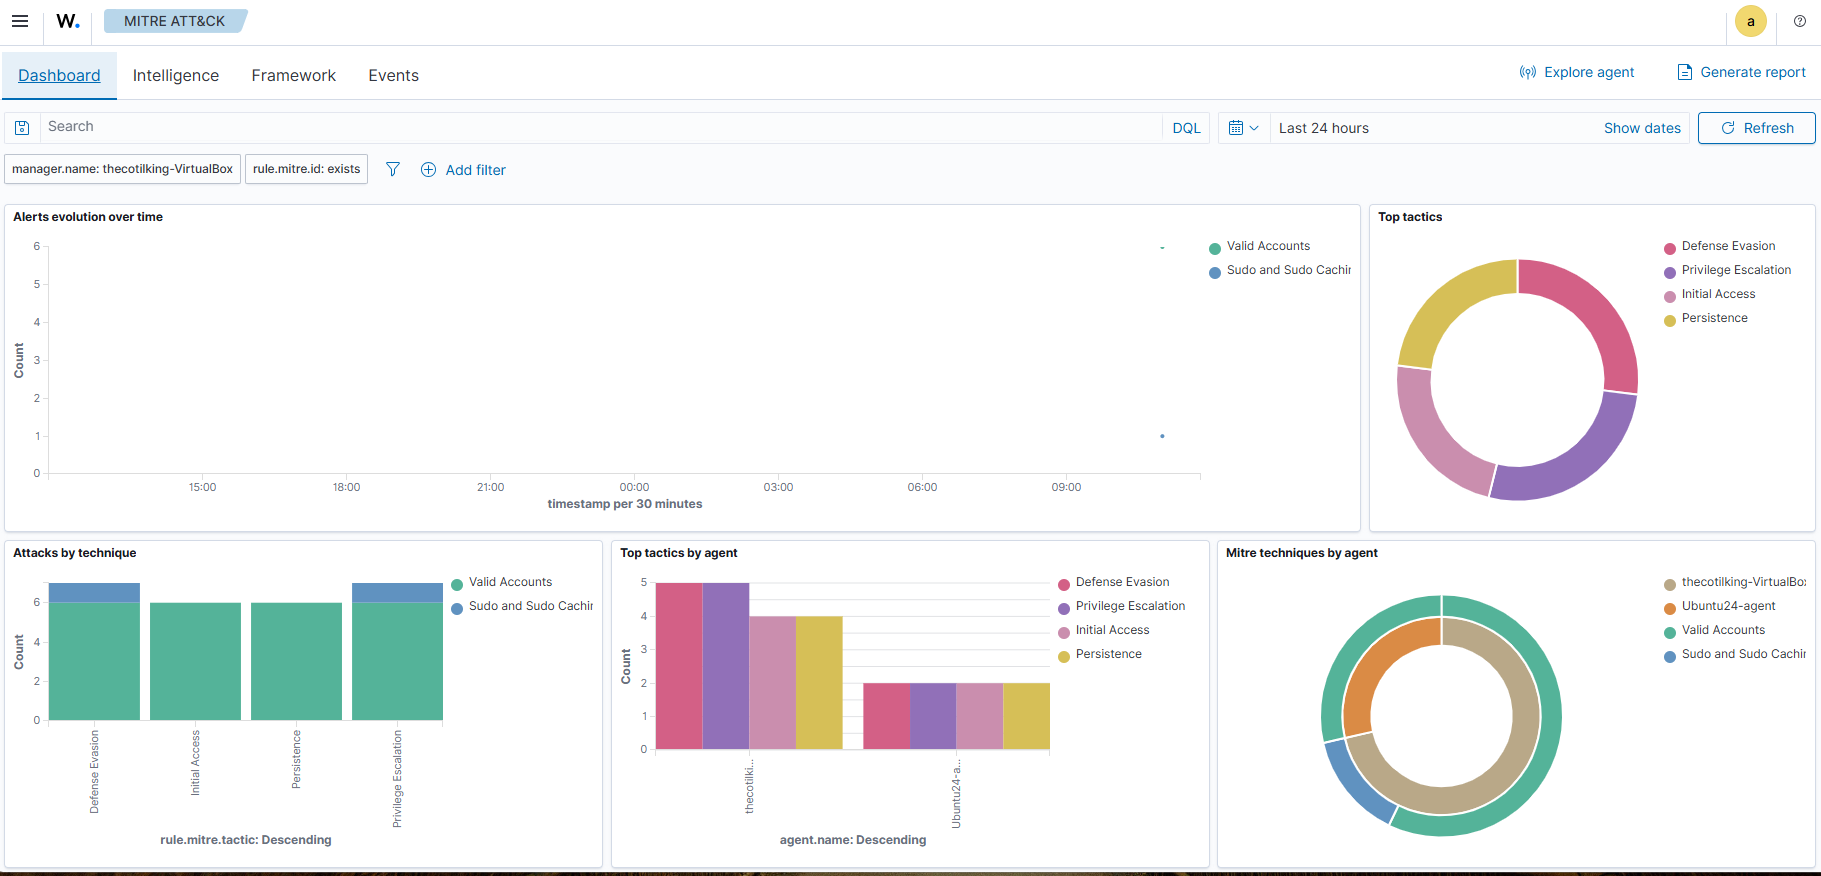 W.
MITRE ATT&CK
a
Dashboard
Intelligence
Framework
Events
Explore agent
Generate report
Search
DQL
Last 24 hours
Show dates
Refresh
manager.name: thecotilking-VirtualBox
rule.mitre.id: exists
Add filter
Alerts evolution over time
6
5
4
3
2
1
0
Count
15:00
18:00
21:00
00:00
03:00
06:00
09:00
timestamp per 30 minutes
Valid Accounts
Sudo and Sudo Cachin
Top tactics
Defense Evasion
Privilege Escalation
Initial Access
Persistence
Attacks by technique
6
4
2
0
Count
Defense Evasion
Initial Access
Persistence
Privilege Escalation
rule.mitre.tactic: Descending
Valid Accounts
Sudo and Sudo Cachin
Top tactics by agent
5
4
3
2
1
0
Count
thecotilki...
Ubuntu24-a...
agent.name: Descending
Defense Evasion
Privilege Escalation
Initial Access
Persistence
Mitre techniques by agent
thecotilking-VirtualBox
Ubuntu24-agent
Valid Accounts
Sudo and Sudo Cachin